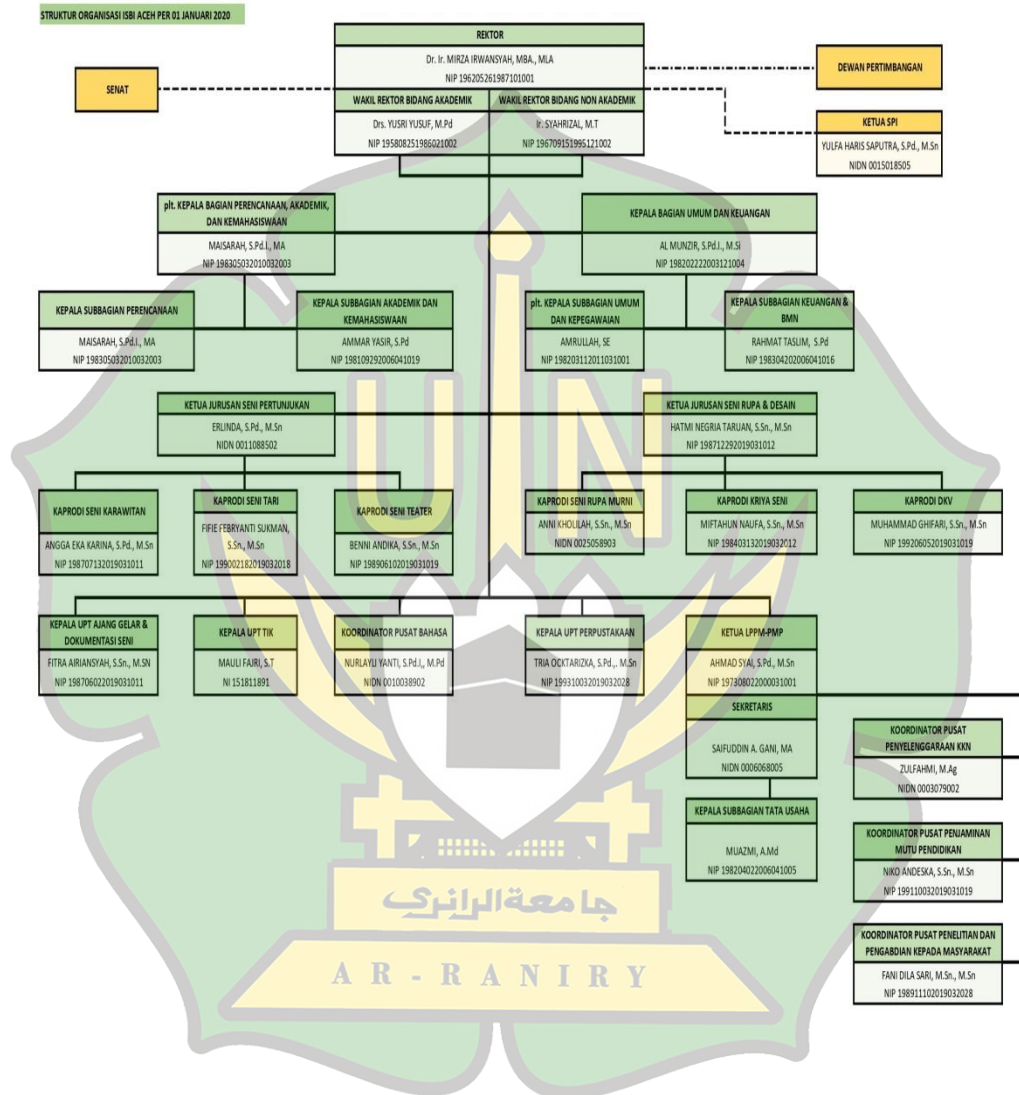 STRUKTUR ORGANISASI ISBI ACEH PER 01 JANUARI 2020
REKTOR
Dr. Ir. MIRZA IRWANSYAH, MBA., MLA
NIP 196205261987101001
SENAT
DEWAN PERTIMBANGAN
WAKIL REKTOR BIDANG AKADEMIK
Drs. YUSRI YUSUF, M.Pd
NIP 195808251986021002
WAKIL REKTOR BIDANG NON AKADEMIK
Ir. SYAHRIZAL, M.T
NIP 196709151995121002
KETUA SPI
YULFA HARIS SAPUTRA, S.Pd., M.Sn
NIDN 0015018505
plt. KEPALA BAGIAN PERENCANAAN, AKADEMIK,
DAN KEMAHASISWAAN
MAISARAH, S.Pd.I., MA
NIP 198305032010032003
KEPALA BAGIAN UMUM DAN KEUANGAN
AL MUNZIR, S.Pd.I., M.Si
NIP 198202222003121004
KEPALA SUBBAGIAN PERENCANAAN
MAISARAH, S.Pd.I., MA
NIP 198305032010032003
KEPALA SUBBAGIAN AKADEMIK DAN
KEMAHASISWAAN
AMMAR YASIR, S.Pd
NIP 198109292006041019
plt. KEPALA SUBBAGIAN UMUM
DAN KEPEGAWAIAN
AMRULLAH, SE
NIP 198203112011031001
KEPALA SUBBAGIAN KEUANGAN &
BMN
RAHMAT TASLIM, S.Pd
NIP 198304202006041016
KETUA JURUSAN SENI PERTUNJUKAN
ERLINDA, S.Pd., M.Sn
NIDN 0011088502
KETUA JURUSAN SENI RUPA & DESAIN
HATMI NEGRIA TARUAN, S.Sn., M.Sn
NIP 198712292019031012
KAPRODI SENI KARAWITAN
ANGGA EKA KARINA, S.Pd., M.Sn
NIP 198707132019031011
KAPRODI SENI TARI
FIFIE FEBRYANTI SUKMAN,
S.Sn., M.Sn
NIP 199002182019032018
KAPRODI SENI TEATER
BENNI ANDIKA, S.Sn., M.Sn
NIP 198906102019031019
KAPRODI SENI RUPA MURNI
ANNI KHOLILAH, S.Sn., M.Sn
NIDN 0025058903
KAPRODI KRIYA SENI
MIFTAHUN NAUFA, S.Sn., M.Sn
NIP 198403132019032012
KAPRODI DKV
MUHAMMAD GHIFARI, S.Sn., M.Sn
NIP 199206052019031019
KEPALA UPT AJANG GELAR &
DOKUMENTASI SENI
FITRA AIRIANSYAH, S.Sn., M.SN
NIP 198706022019031011
KEPALA UPT TIK
MAULI FAJRI, S.T
NI 151811891
KOORDINATOR PUSAT BAHASA
NURLAYLI YANTI, S.Pd.I,, M.Pd
NIDN 0010038902
KEPALA UPT PERPUSTAKAAN
TRIA OCKTARIZKA, S.Pd.,. M.Sn
NIP 199310032019032028
KETUA LPPM-PMP
AHMAD SYAI, S.Pd., M.Sn
NIP 197308022000031001
SEKRETARIS
SAIFUDDIN A. GANI, MA
NIDN 0006068005
KEPALA SUBBAGIAN TATA USAHA
MUAZMI, A.Md
NIP 198204022006041005
KOORDINATOR PUSAT
PENYELENGGARAAN KKN
ZULFAHMI, M.Ag
NIDN 0003079002
KOORDINATOR PUSAT PENJAMINAN
MUTU PENDIDIKAN
NIKO ANDESKA, S.Sn., M.Sn
NIP 199110032019031019
KOORDINATOR PUSAT PENELITIAN DAN
PENGABDIAN KEPADA MASYARAKAT
FANI DILA SARI, M.Sn., M.Sn
NIP 198911102019032028
UIN
جامعة الرانري
AR-RANIRY